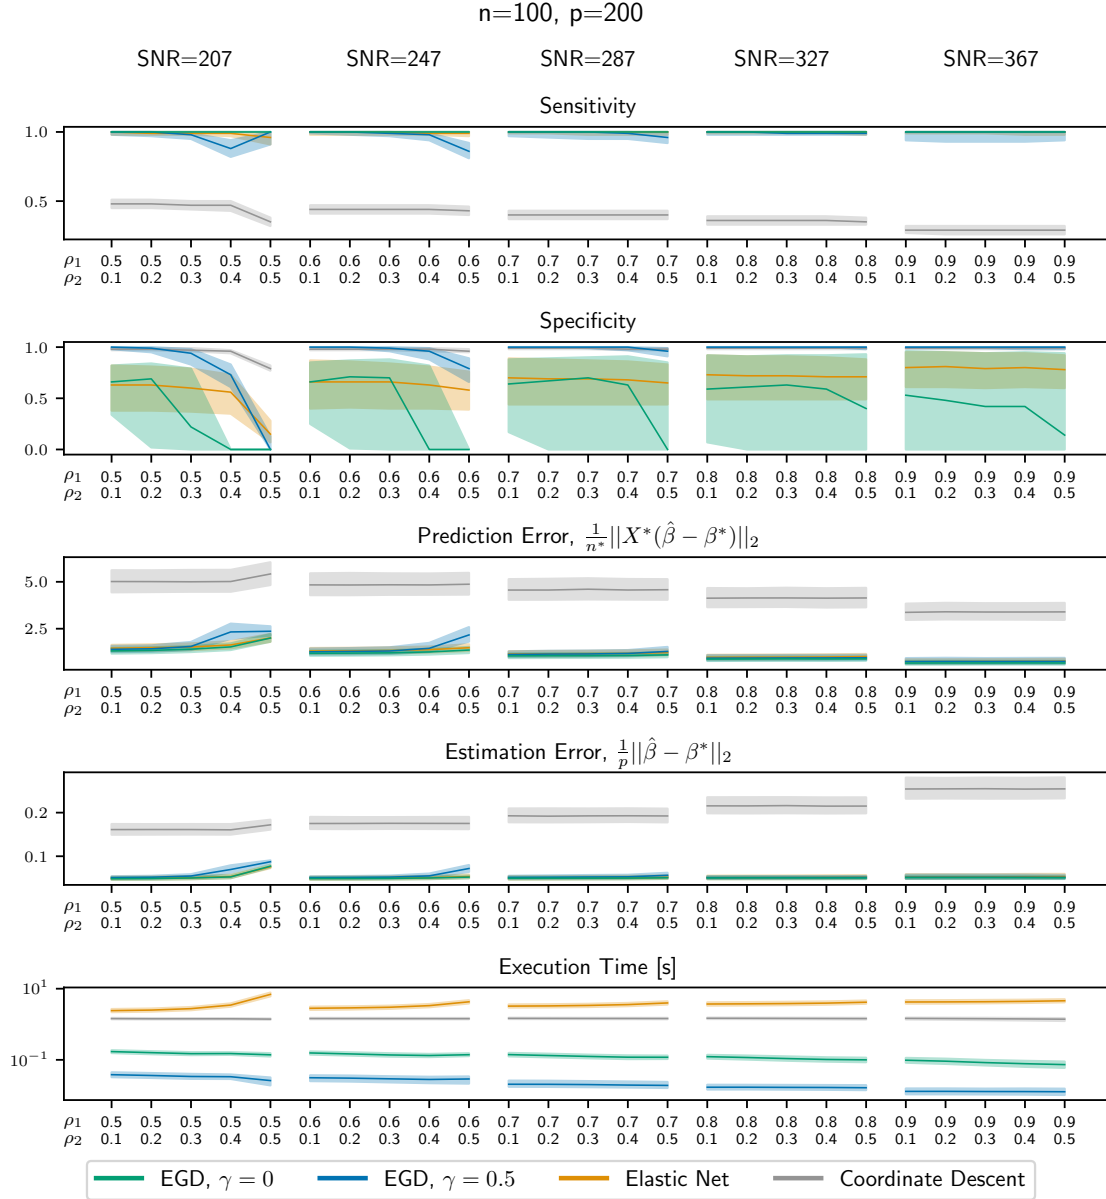 n=100, p=200
SNR=207 SNR=247 SNR=287 SNR=327 SNR=367
Sensitivity
1.0
0.5
ρ₁ 0.5 0.5 0.5 0.5 0.5 0.6 0.6 0.6 0.6 0.6 0.7 0.7 0.7 0.7 0.7 0.8 0.8 0.8 0.8 0.8 0.9 0.9 0.9 0.9 0.9
ρ₂ 0.1 0.2 0.3 0.4 0.5 0.1 0.2 0.3 0.4 0.5 0.1 0.2 0.3 0.4 0.5 0.1 0.2 0.3 0.4 0.5 0.1 0.2 0.3 0.4 0.5
Specificity
1.0
0.5
0.0
ρ₁ 0.5 0.5 0.5 0.5 0.5 0.6 0.6 0.6 0.6 0.6 0.7 0.7 0.7 0.7 0.7 0.8 0.8 0.8 0.8 0.8 0.9 0.9 0.9 0.9 0.9
ρ₂ 0.1 0.2 0.3 0.4 0.5 0.1 0.2 0.3 0.4 0.5 0.1 0.2 0.3 0.4 0.5 0.1 0.2 0.3 0.4 0.5 0.1 0.2 0.3 0.4 0.5
Prediction Error, $\frac{1}{n^*}||X^*(\hat{\beta} - \beta^*)||_2$
5.0
2.5
ρ₁ 0.5 0.5 0.5 0.5 0.5 0.6 0.6 0.6 0.6 0.6 0.7 0.7 0.7 0.7 0.7 0.8 0.8 0.8 0.8 0.8 0.9 0.9 0.9 0.9 0.9
ρ₂ 0.1 0.2 0.3 0.4 0.5 0.1 0.2 0.3 0.4 0.5 0.1 0.2 0.3 0.4 0.5 0.1 0.2 0.3 0.4 0.5 0.1 0.2 0.3 0.4 0.5
Estimation Error, $\frac{1}{p}||\hat{\beta} - \beta^*||_2$
0.2
0.1
ρ₁ 0.5 0.5 0.5 0.5 0.5 0.6 0.6 0.6 0.6 0.6 0.7 0.7 0.7 0.7 0.7 0.8 0.8 0.8 0.8 0.8 0.9 0.9 0.9 0.9 0.9
ρ₂ 0.1 0.2 0.3 0.4 0.5 0.1 0.2 0.3 0.4 0.5 0.1 0.2 0.3 0.4 0.5 0.1 0.2 0.3 0.4 0.5 0.1 0.2 0.3 0.4 0.5
Execution Time [s]
10¹
10⁻¹
ρ₁ 0.5 0.5 0.5 0.5 0.5 0.6 0.6 0.6 0.6 0.6 0.7 0.7 0.7 0.7 0.7 0.8 0.8 0.8 0.8 0.8 0.9 0.9 0.9 0.9 0.9
ρ₂ 0.1 0.2 0.3 0.4 0.5 0.1 0.2 0.3 0.4 0.5 0.1 0.2 0.3 0.4 0.5 0.1 0.2 0.3 0.4 0.5 0.1 0.2 0.3 0.4 0.5
EGD, γ = 0 EGD, γ = 0.5 Elastic Net Coordinate Descent